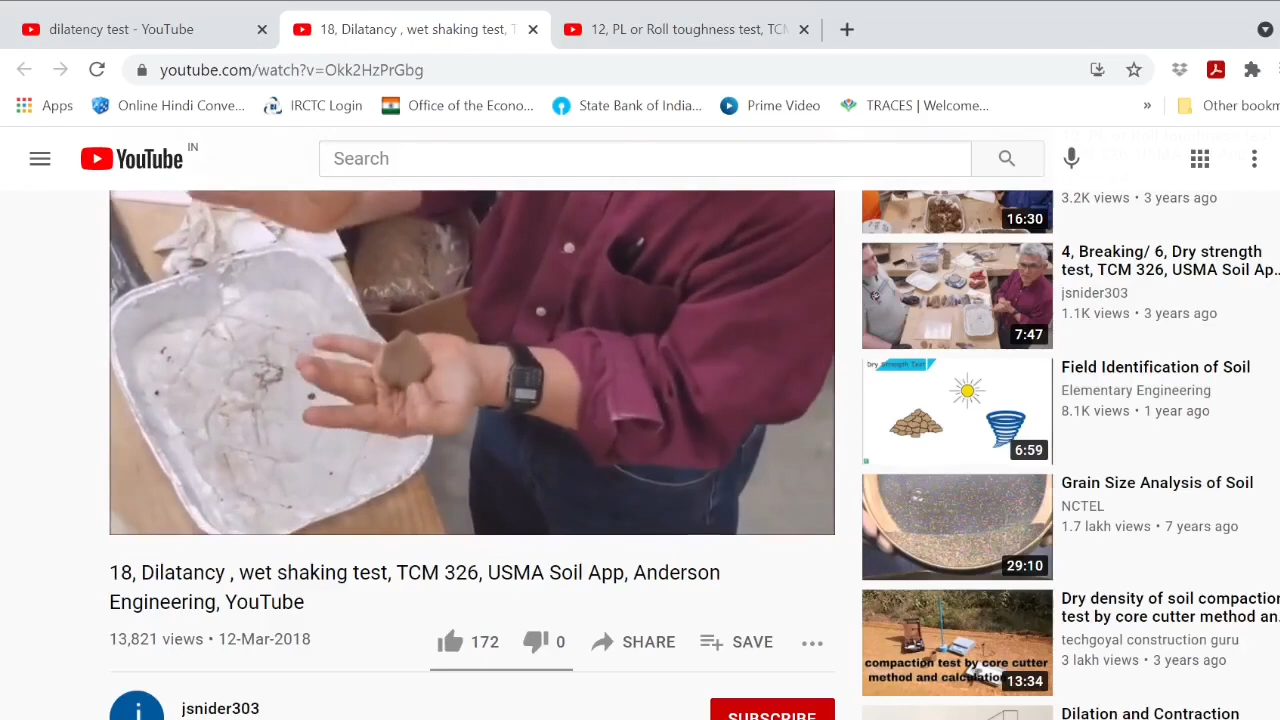 dilatency test - YouTube
18, Dilatancy , wet shaking test, T
12, PL or Roll toughness test, TCM
youtube.com/watch?v=Okk2HzPrGbg
Apps
Online Hindi Conve...
IRCTC Login
Office of the Econo...
State Bank of India...
Prime Video
TRACES | Welcome...
»
Other bookm
YouTube IN
Search
3.2K views • 3 years ago
16:30
4, Breaking/ 6, Dry strength
test, TCM 326, USMA Soil Ap...
jsnider303
1.1K views • 3 years ago
7:47
Dry Strength Test
Field Identification of Soil
Elementary Engineering
8.1K views • 1 year ago
6:59
Grain Size Analysis of Soil
NCTEL
1.7 lakh views • 7 years ago
29:10
Dry density of soil compaction
test by core cutter method an...
techgoyal construction guru
3 lakh views • 3 years ago
compaction test by core cutter
method and calculation
13:34
Dilation and Contraction
18, Dilatancy , wet shaking test, TCM 326, USMA Soil App, Anderson
Engineering, YouTube
13,821 views • 12-Mar-2018
172
0
SHARE
SAVE
jsnider303
SUBSCRIBE